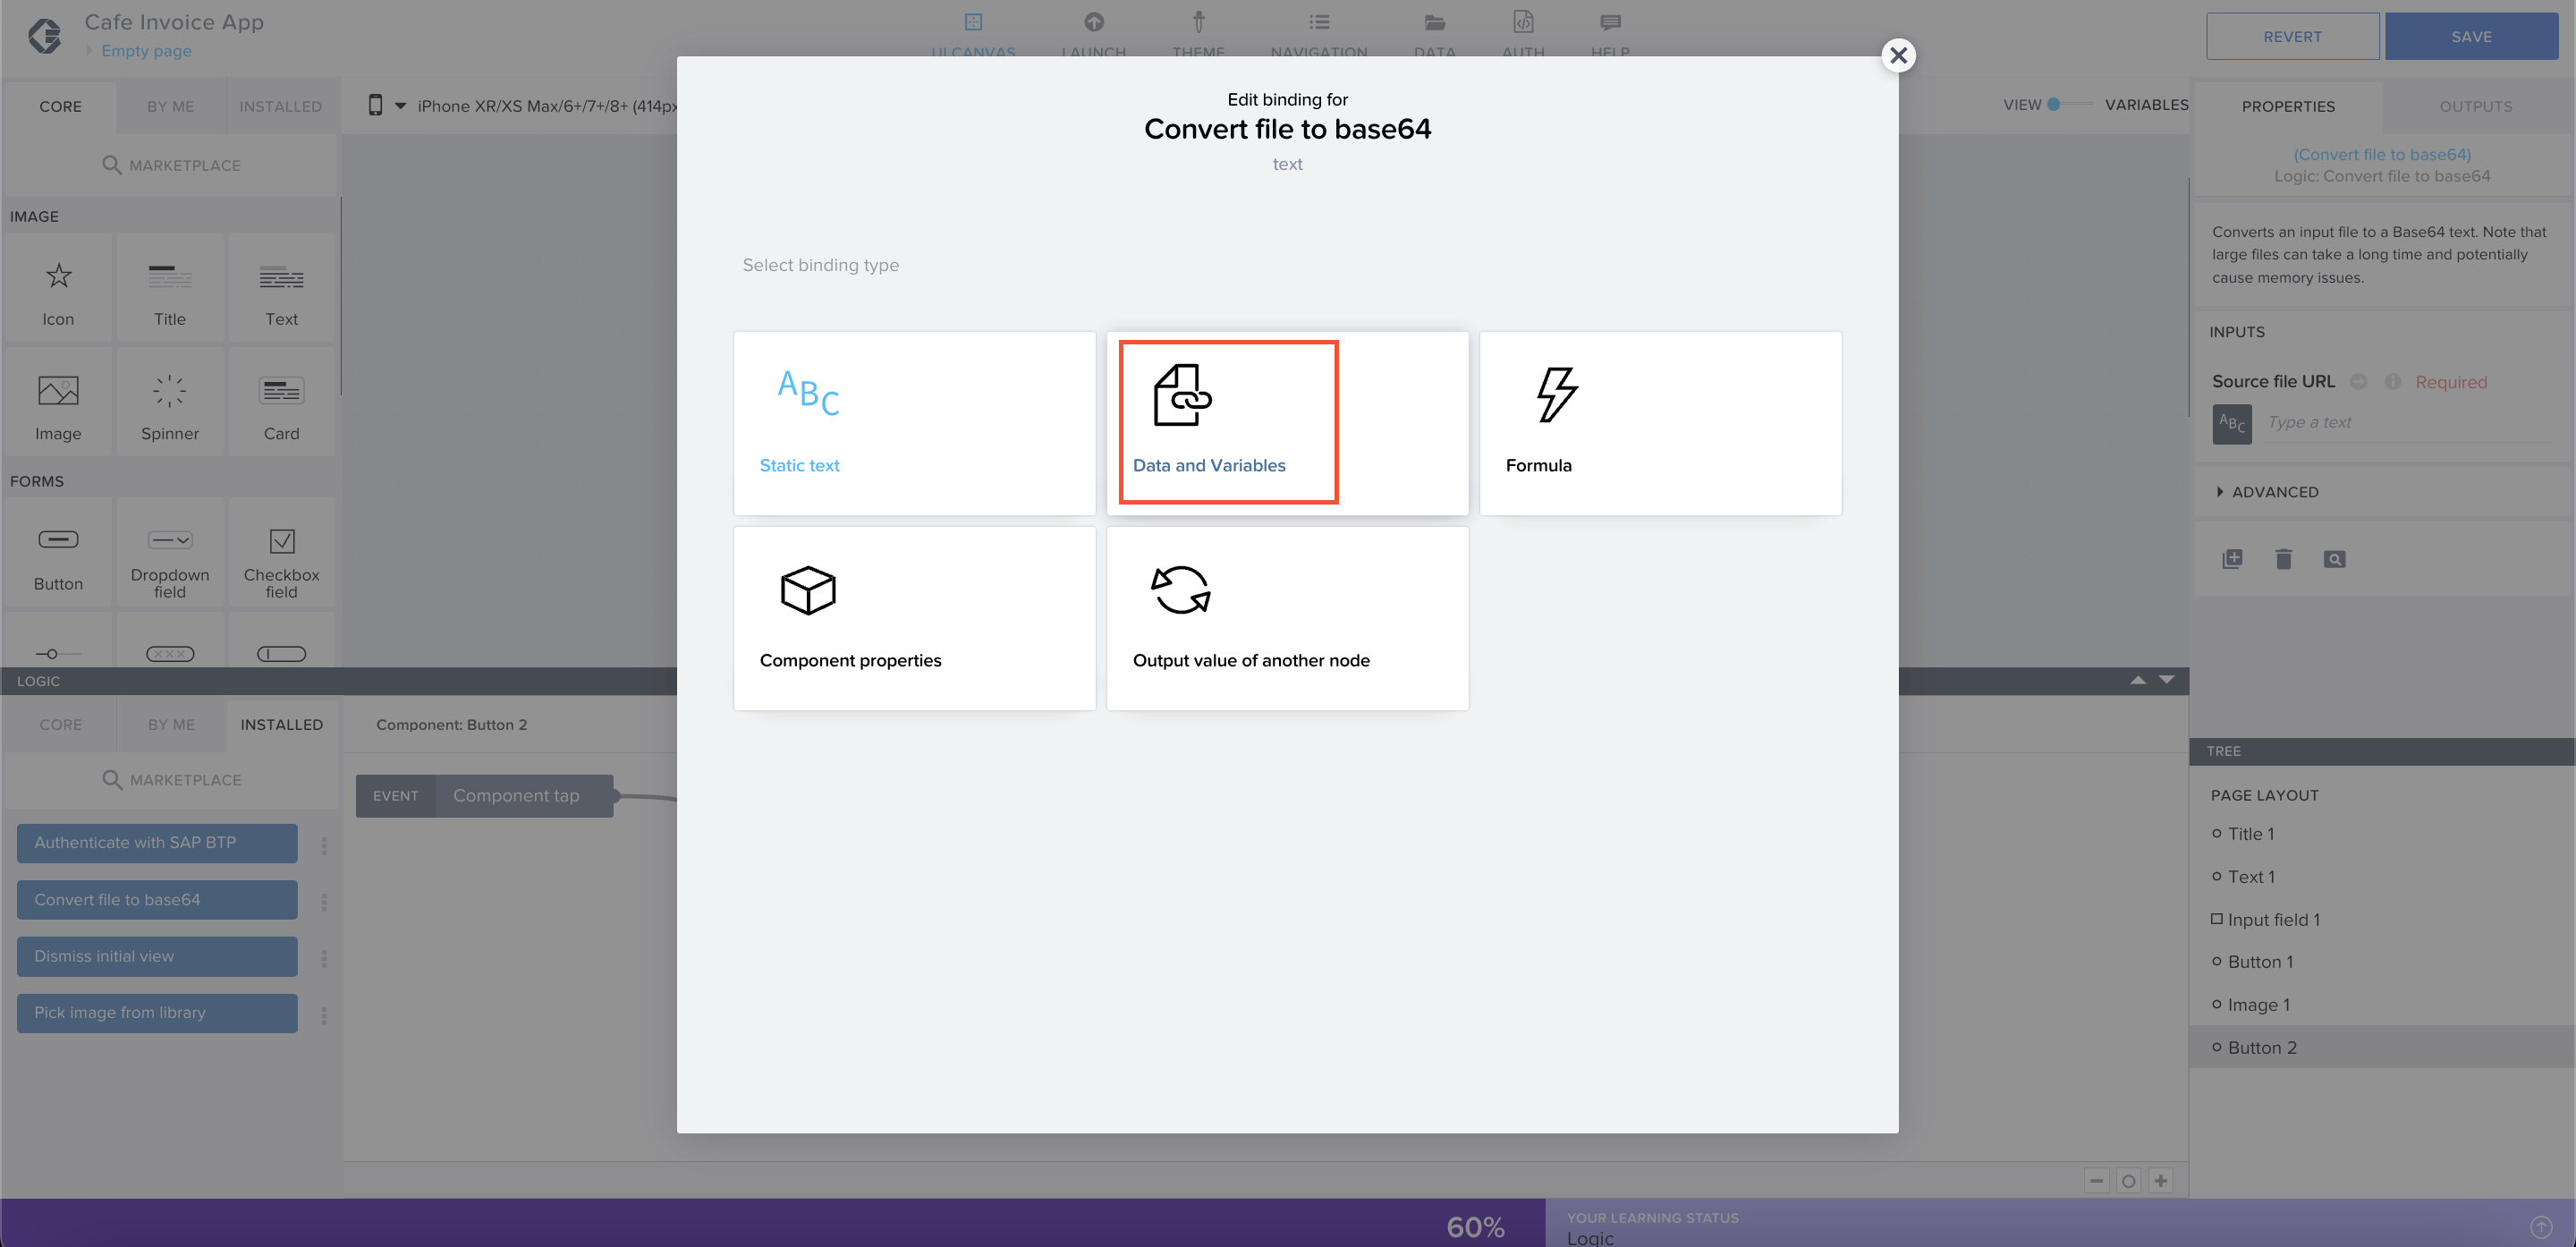 Cafe Invoice App
Empty page
UI CANVAS
LAUNCH
THEME
NAVIGATION
DATA
AUTH
HELP
REVERT
SAVE
CORE
BY ME
INSTALLED
MARKETPLACE
iPhone XR/XS Max/6+/7+/8+ (414px
VIEW
VARIABLES
PROPERTIES
OUTPUTS
IMAGE
Icon
Title
Text
Image
Spinner
Card
FORMS
Button
Dropdown
field
Checkbox
field
Edit binding for
Convert file to base64
text
Select binding type
ABC
Static text
Data and Variables
Formula
Component properties
Output value of another node
(Convert file to base64)
Logic: Convert file to base64
Converts an input file to a Base64 text. Note that
large files can take a long time and potentially
cause memory issues.
INPUTS
Source file URL
Required
ABC
Type a text
ADVANCED
LOGIC
CORE
BY ME
INSTALLED
MARKETPLACE
Authenticate with SAP BTP
Convert file to base64
Dismiss initial view
Pick image from library
Component: Button 2
EVENT
Component tap
TREE
PAGE LAYOUT
Title 1
Text 1
Input field 1
Button 1
Image 1
Button 2
60%
YOUR LEARNING STATUS
Logic